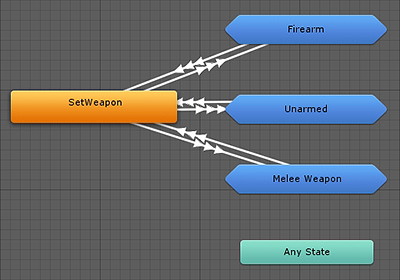 Firearm
SetWeapon
Unarmed
Melee Weapon
Any State